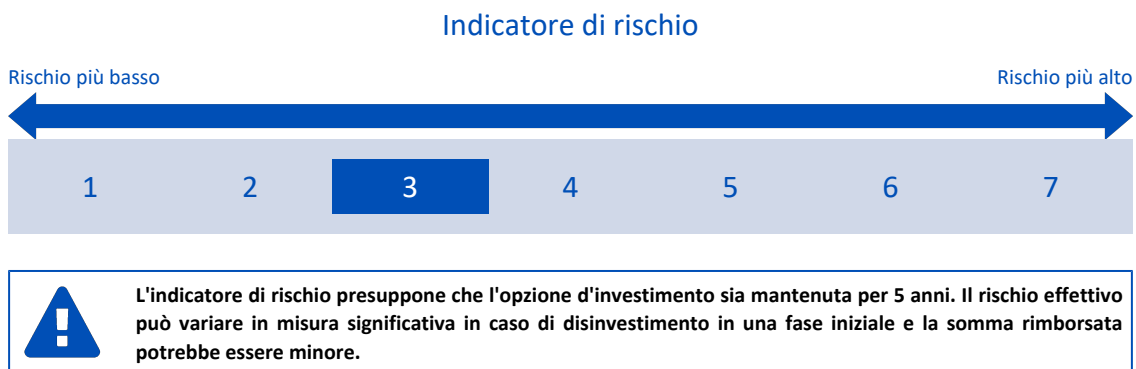 Indicatore di rischio
Rischio più basso
Rischio più alto
1 2 3 4 5 6 7
L'indicatore di rischio presuppone che l'opzione d'investimento sia mantenuta per 5 anni. Il rischio effettivo
può variare in misura significativa in caso di disinvestimento in una fase iniziale e la somma rimborsata
potrebbe essere minore.